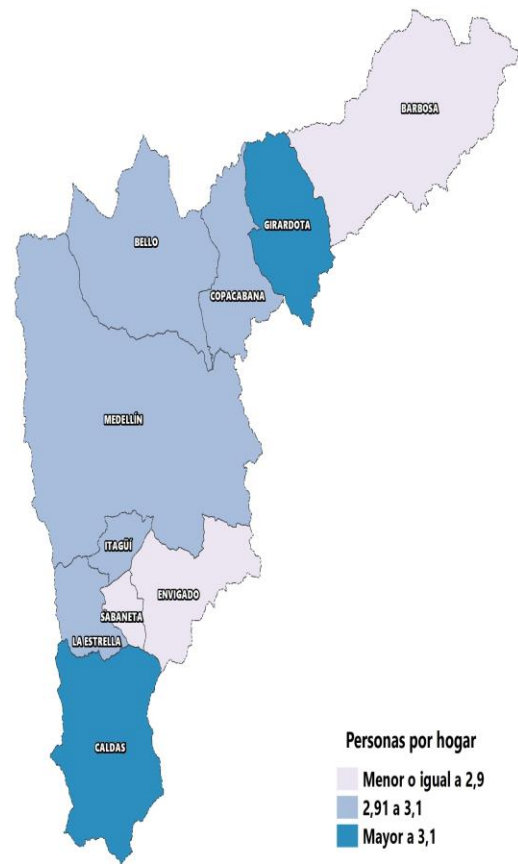 BARBOSA
GIRARDOTA
BELLO
COPACABANA
MEDELLÍN
ITAGÜÍ
ENVIGADO
SABANETA
LA ESTRELLA
CALDAS
Personas por hogar
Menor o igual a 2,9
2,91 a 3,1
Mayor a 3,1